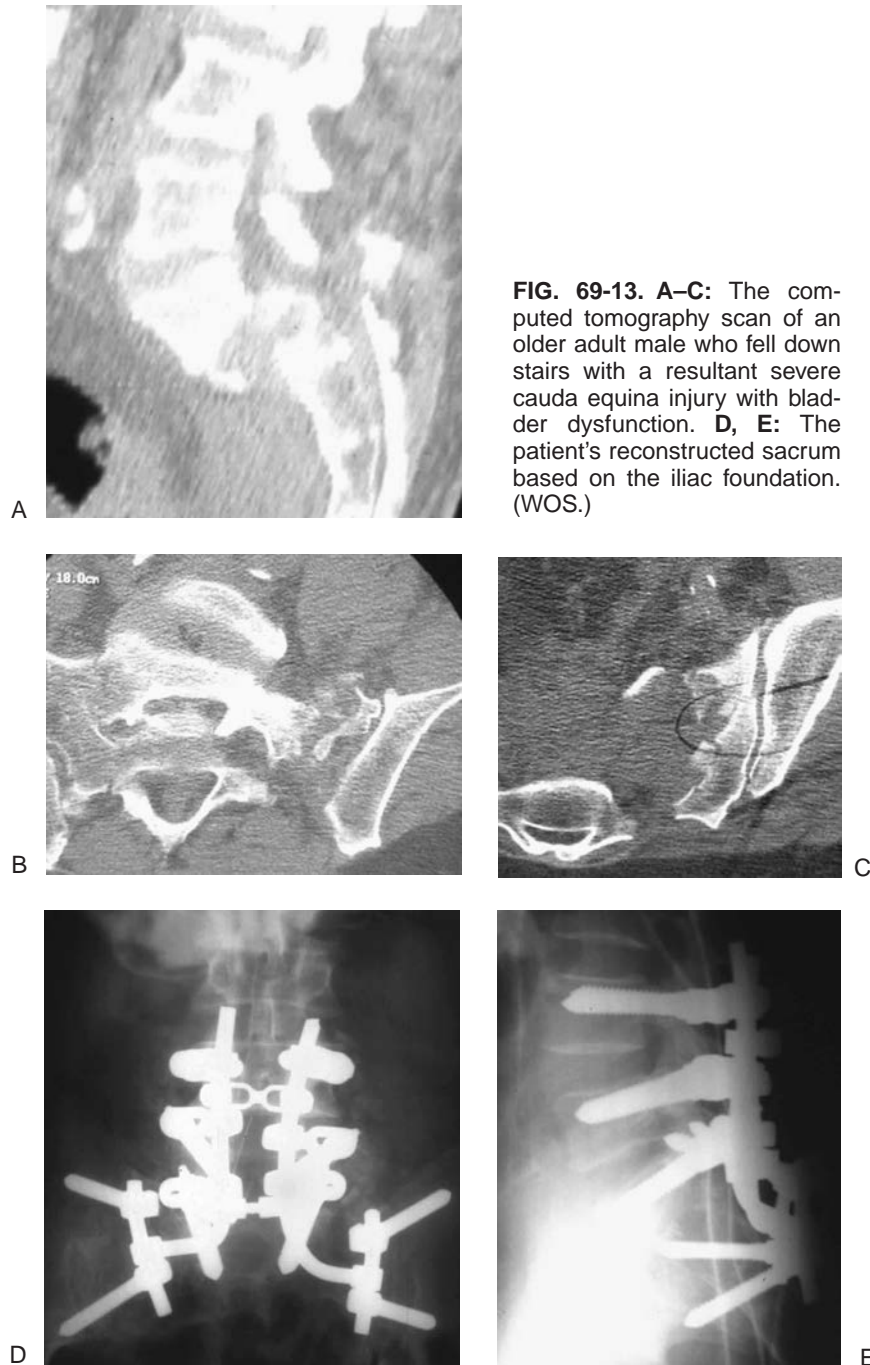 FIG. 69-13. A–C: The com-
puted tomography scan of an
older adult male who fell down
stairs with a resultant severe
cauda equina injury with blad-
der dysfunction. D, E: The
patient's reconstructed sacrum
based on the iliac foundation.
(WOS.)
A
18.0cm
B
C
D
E